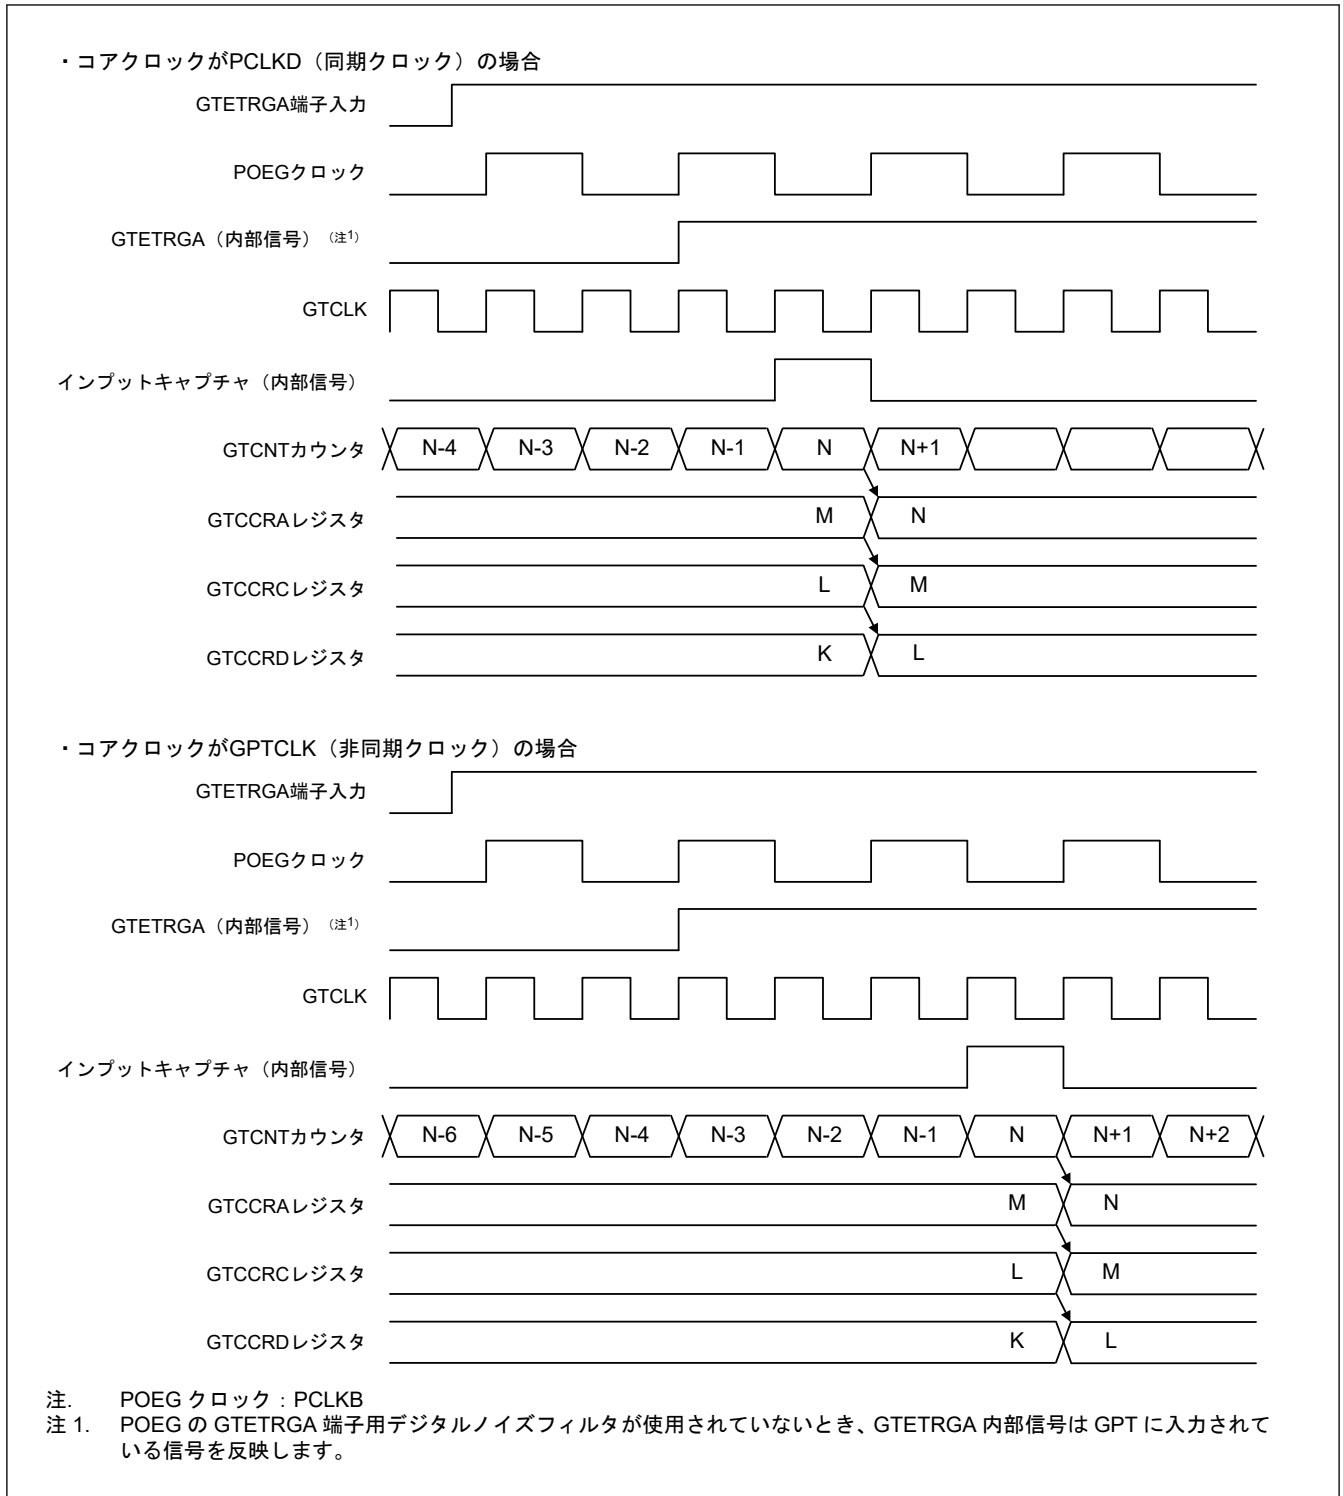 ・コアクロックがPCLKD（同期クロック）の場合
GTETRGA端子入力
POEGクロック
GTETRGA（内部信号）（注1）
GTCLK
インプットキャプチャ（内部信号）
GTCNTカウンタ N-4 N-3 N-2 N-1 N N+1
GTCCRAレジスタ M N
GTCCRCレジスタ L M
GTCCRDレジスタ K L
・コアクロックがGPTCLK（非同期クロック）の場合
GTETRGA端子入力
POEGクロック
GTETRGA（内部信号）（注1）
GTCLK
インプットキャプチャ（内部信号）
GTCNTカウンタ N-6 N-5 N-4 N-3 N-2 N-1 N N+1 N+2
GTCCRAレジスタ M N
GTCCRCレジスタ L M
GTCCRDレジスタ K L
注. POEG クロック : PCLKB
注 1. POEG の GTETRGA 端子用デジタルノイズフィルタが使用されていないとき、GTETRGA 内部信号は GPT に入力されて
いる信号を反映します。